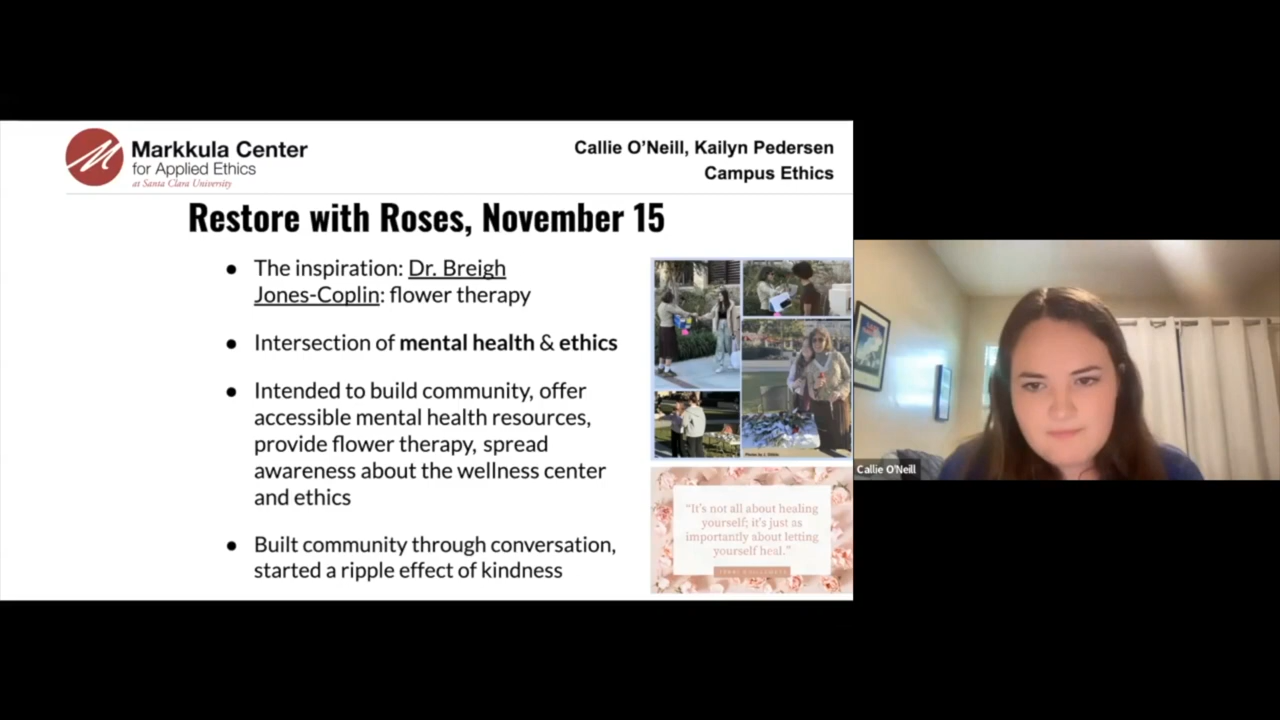 Markkula Center
for Applied Ethics
at Santa Clara University
Callie O'Neill, Kailyn Pedersen
Campus Ethics
Restore with Roses, November 15
● The inspiration: Dr. Breigh
Jones-Coplin: flower therapy
● Intersection of mental health & ethics
● Intended to build community, offer
accessible mental health resources,
provide flower therapy, spread
awareness about the wellness center
and ethics
● Built community through conversation,
started a ripple effect of kindness
“It's not all about healing
yourself; it's just as
importantly about letting
yourself heal.”
Callie O'Neill